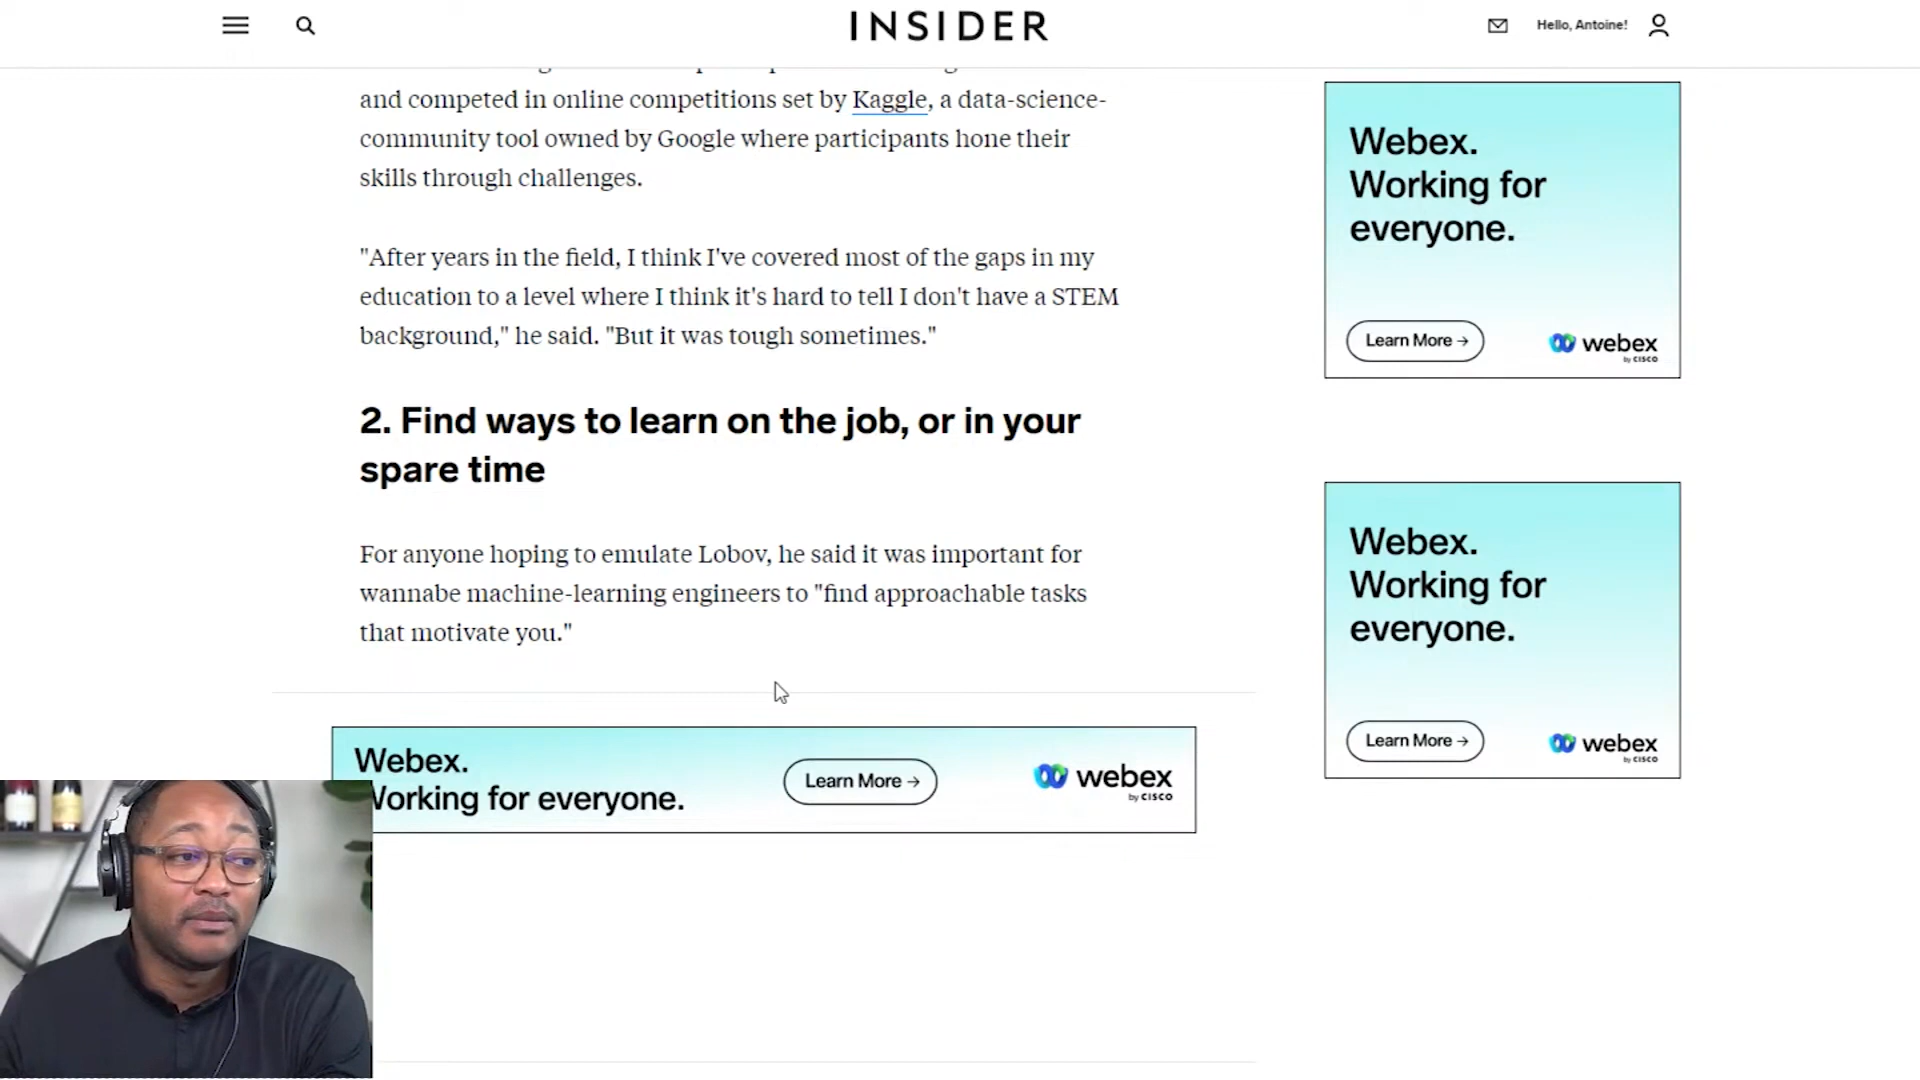 INSIDER
Hello, Antoine!
and competed in online competitions set by Kaggle, a data-science-
community tool owned by Google where participants hone their
skills through challenges.
"After years in the field, I think I've covered most of the gaps in my
education to a level where I think it's hard to tell I don't have a STEM
background," he said. "But it was tough sometimes."
2. Find ways to learn on the job, or in your
spare time
For anyone hoping to emulate Lobov, he said it was important for
wannabe machine-learning engineers to "find approachable tasks
that motivate you."
Webex.
Working for everyone.
Learn More →
webex
by CISCO
Webex.
Working for
everyone.
Learn More →
webex
by CISCO
Webex.
Working for
everyone.
Learn More →
webex
by CISCO